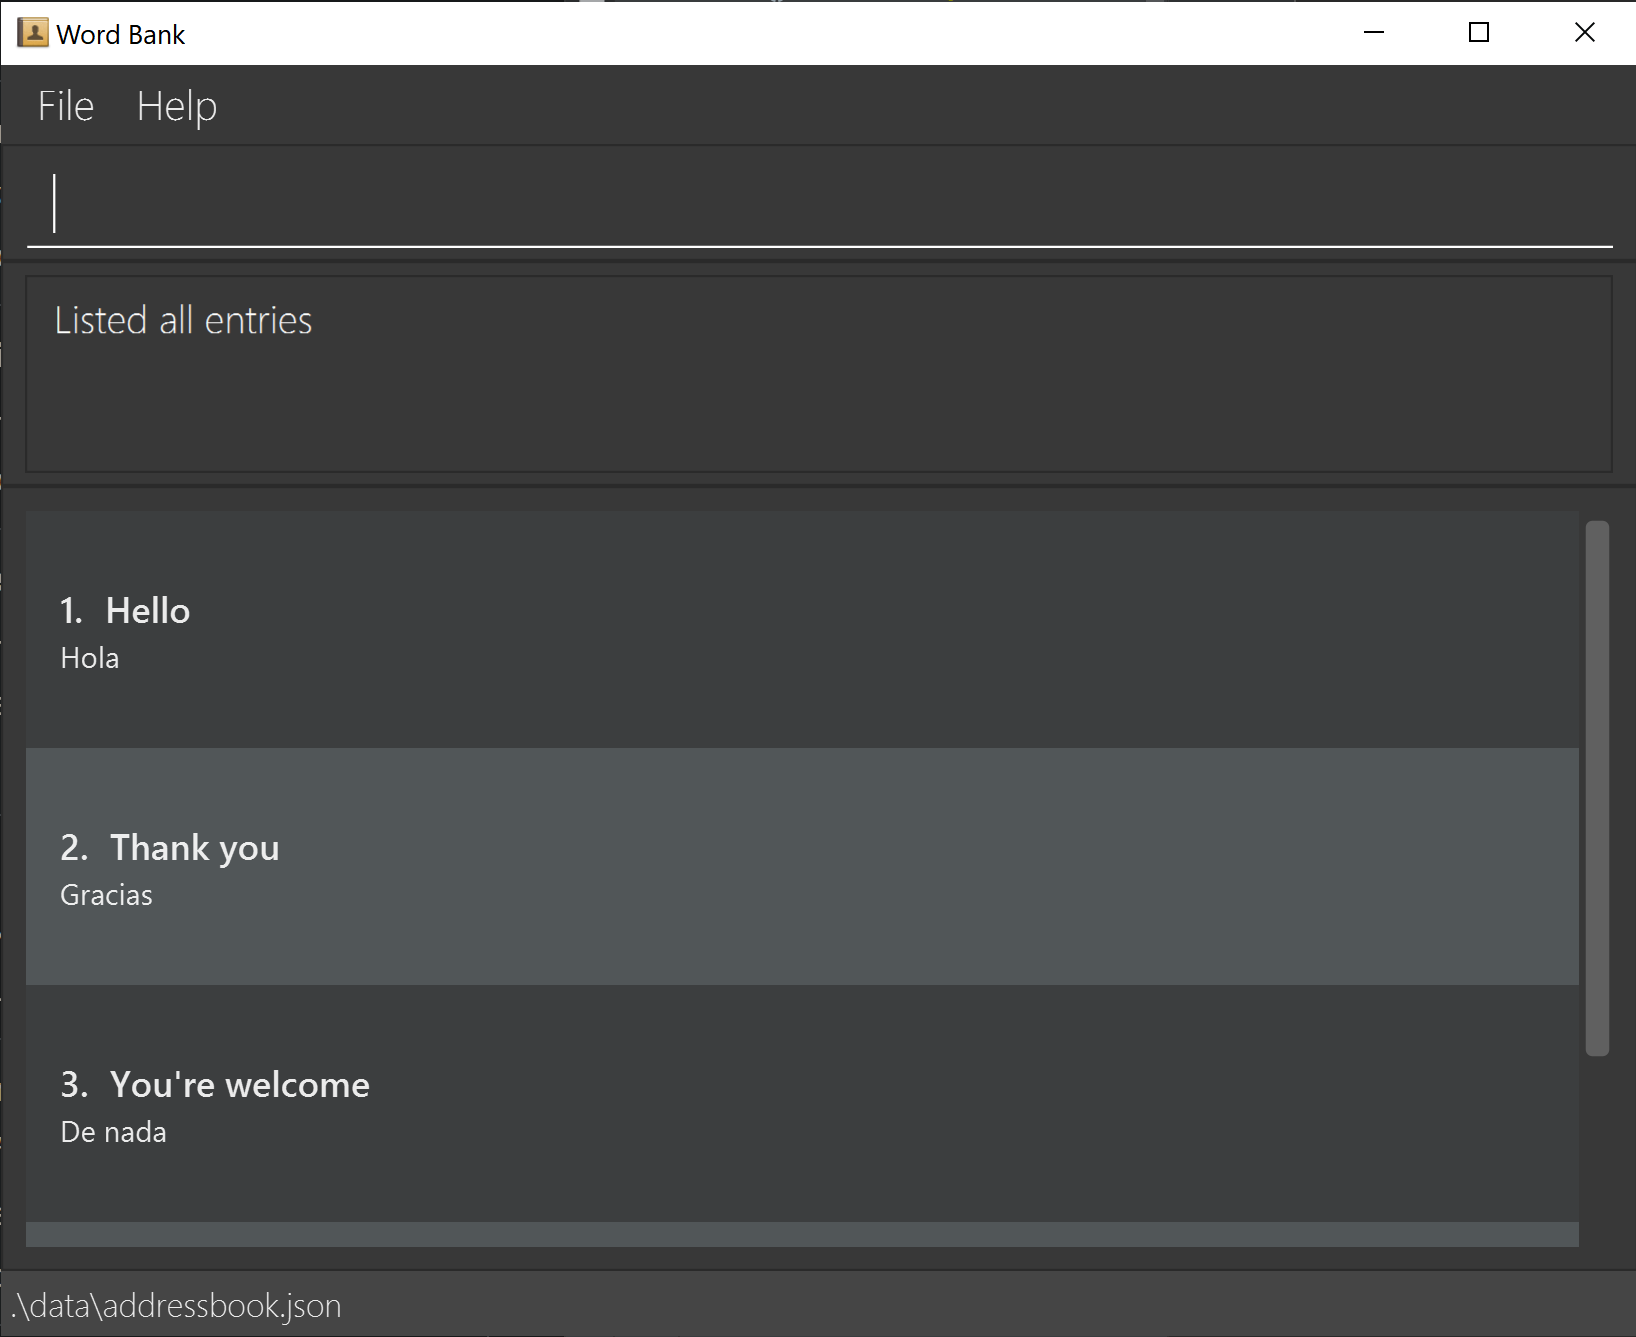 Word Bank
File Help
Listed all entries
1. Hello
Hola
2. Thank you
Gracias
3. You're welcome
De nada
.\data\addressbook.json